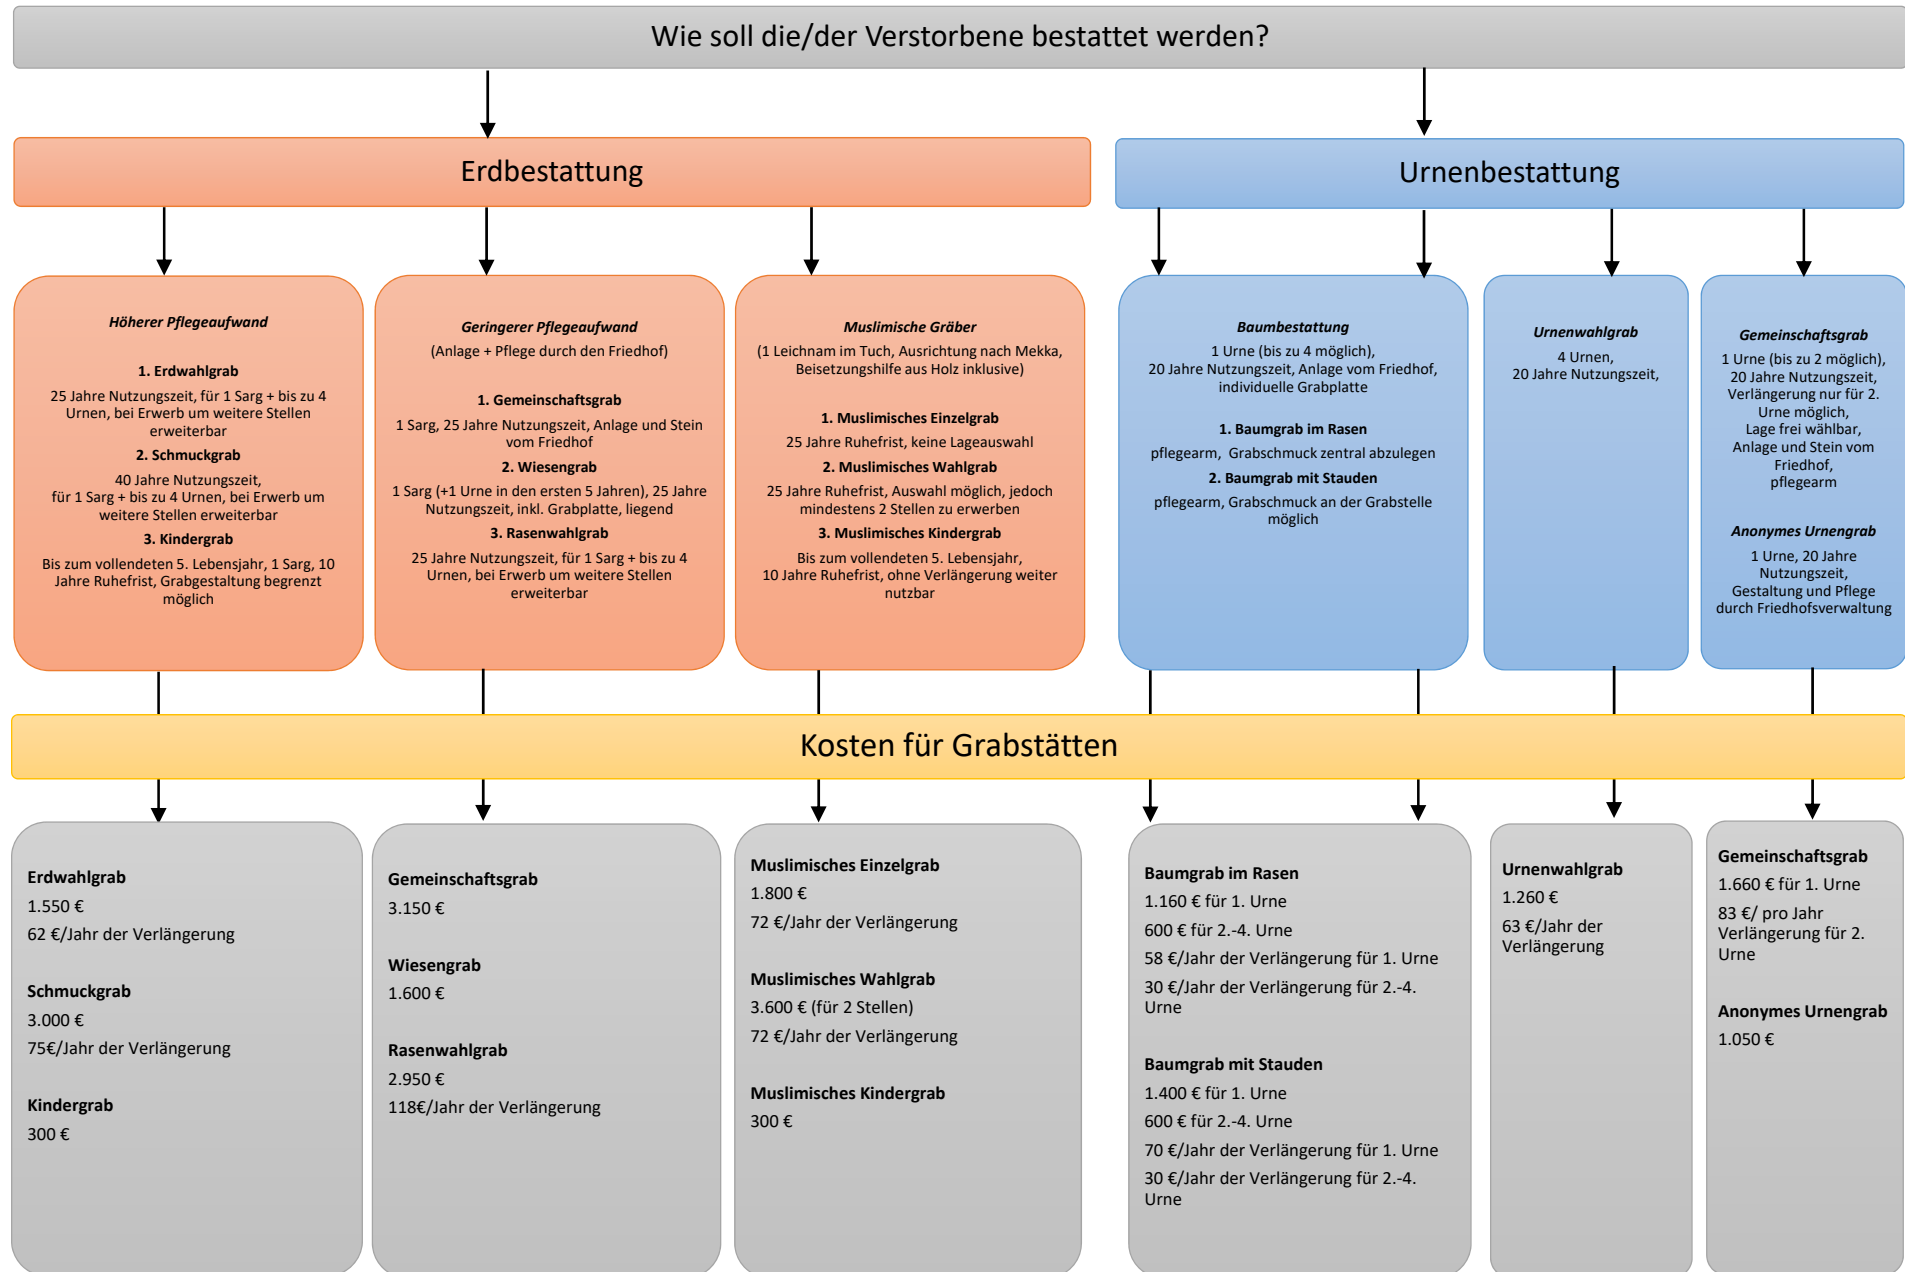 Wie soll die/der Verstorbene bestattet werden?
Erdbestattung
Urnenbestattung
Höherer Pflegeaufwand
1. Erdwahlgrab
25 Jahre Nutzungszeit, für 1 Sarg + bis zu 4
Urnen, bei Erwerb um weitere Stellen
erweiterbar
2. Schmuckgrab
40 Jahre Nutzungszeit,
für 1 Sarg + bis zu 4 Urnen, bei Erwerb um
weitere Stellen erweiterbar
3. Kindergrab
Bis zum vollendeten 5. Lebensjahr, 1 Sarg, 10
Jahre Ruhefrist, Grabgestaltung begrenzt
möglich
Geringerer Pflegeaufwand
(Anlage + Pflege durch den Friedhof)
1. Gemeinschaftsgrab
1 Sarg, 25 Jahre Nutzungszeit, Anlage und Stein
vom Friedhof
2. Wiesengrab
1 Sarg (+1 Urne in den ersten 5 Jahren), 25 Jahre
Nutzungszeit, inkl. Grabplatte, liegend
3. Rasenwahlgrab
25 Jahre Nutzungszeit, für 1 Sarg + bis zu 4
Urnen, bei Erwerb um weitere Stellen
erweiterbar
Muslimische Gräber
(1 Leichnam im Tuch, Ausrichtung nach Mekka,
Beisetzungshilfe aus Holz inklusive)
1. Muslimisches Einzelgrab
25 Jahre Ruhefrist, keine Lageauswahl
2. Muslimisches Wahlgrab
25 Jahre Ruhefrist, Auswahl möglich, jedoch
mindestens 2 Stellen zu erwerben
3. Muslimisches Kindergrab
Bis zum vollendeten 5. Lebensjahr,
10 Jahre Ruhefrist, ohne Verlängerung weiter
nutzbar
Baumbestattung
1 Urne (bis zu 4 möglich),
20 Jahre Nutzungszeit, Anlage vom Friedhof,
individuelle Grabplatte
1. Baumgrab im Rasen
pflegearm, Grabschmuck zentral abzulegen
2. Baumgrab mit Stauden
pflegearm, Grabschmuck an der Grabstelle
möglich
Urnenwahlgrab
4 Urnen,
20 Jahre Nutzungszeit,
Gemeinschaftsgrab
1 Urne (bis zu 2 möglich),
20 Jahre Nutzungszeit,
Verlängerung nur für 2.
Urne möglich,
Lage frei wählbar,
Anlage und Stein vom
Friedhof,
pflegearm
Anonymes Urnengrab
1 Urne, 20 Jahre
Nutzungszeit,
Gestaltung und Pflege
durch Friedhofsverwaltung
Kosten für Grabstätten
Erdwahlgrab
1.550 €
62 €/Jahr der Verlängerung
Schmuckgrab
3.000 €
75€/Jahr der Verlängerung
Kindergrab
300 €
Gemeinschaftsgrab
3.150 €
Wiesengrab
1.600 €
Rasenwahlgrab
2.950 €
118€/Jahr der Verlängerung
Muslimisches Einzelgrab
1.800 €
72 €/Jahr der Verlängerung
Muslimisches Wahlgrab
3.600 € (für 2 Stellen)
72 €/Jahr der Verlängerung
Muslimisches Kindergrab
300 €
Baumgrab im Rasen
1.160 € für 1. Urne
600 € für 2.-4. Urne
58 €/Jahr der Verlängerung für 1. Urne
30 €/Jahr der Verlängerung für 2.-4.
Urne
Baumgrab mit Stauden
1.400 € für 1. Urne
600 € für 2.-4. Urne
70 €/Jahr der Verlängerung für 1. Urne
30 €/Jahr der Verlängerung für 2.-4.
Urne
Urnenwahlgrab
1.260 €
63 €/Jahr der
Verlängerung
Gemeinschaftsgrab
1.660 € für 1. Urne
83 €/ pro Jahr
Verlängerung für 2.
Urne
Anonymes Urnengrab
1.050 €